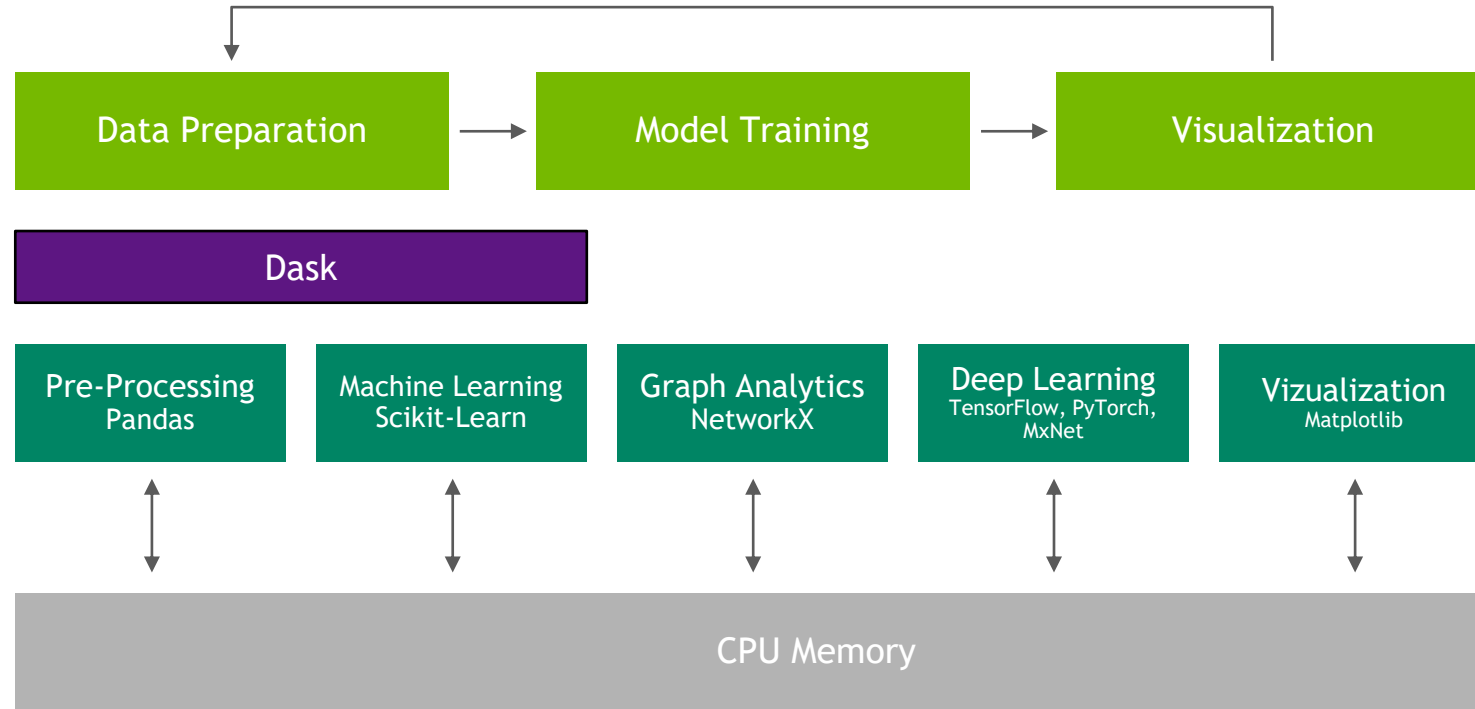 Data Preparation
Model Training
Visualization
Dask
Pre-Processing
Pandas
Machine Learning
Scikit-Learn
Graph Analytics
NetworkX
Deep Learning
TensorFlow, PyTorch,
MxNet
Vizualization
Matplotlib
CPU Memory